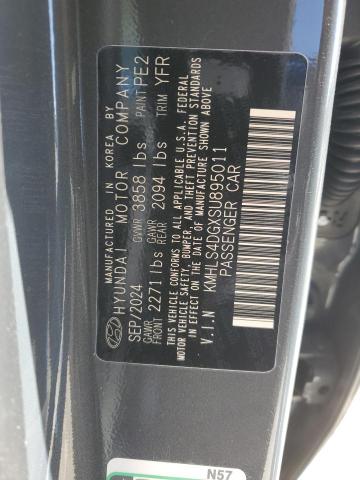 MANUFACTURED IN KOREA BY
HYUNDAI MOTOR COMPANY
SEP/2024 GVWR 3858 lbs PAINT PE2
GAWR FRONT 2271 lbs GAWR REAR 2094 lbs TRIM YFR
THIS VEHICLE CONFORMS TO ALL APPLICABLE U.S.A. FEDERAL
MOTOR VEHICLE SAFETY, BUMPER, AND THEFT PREVENTION STANDARDS
IN EFFECT ON THE DATE OF MANUFACTURE SHOWN ABOVE
V.I.N KMHLS4DGXSU895011
PASSENGER CAR
N57